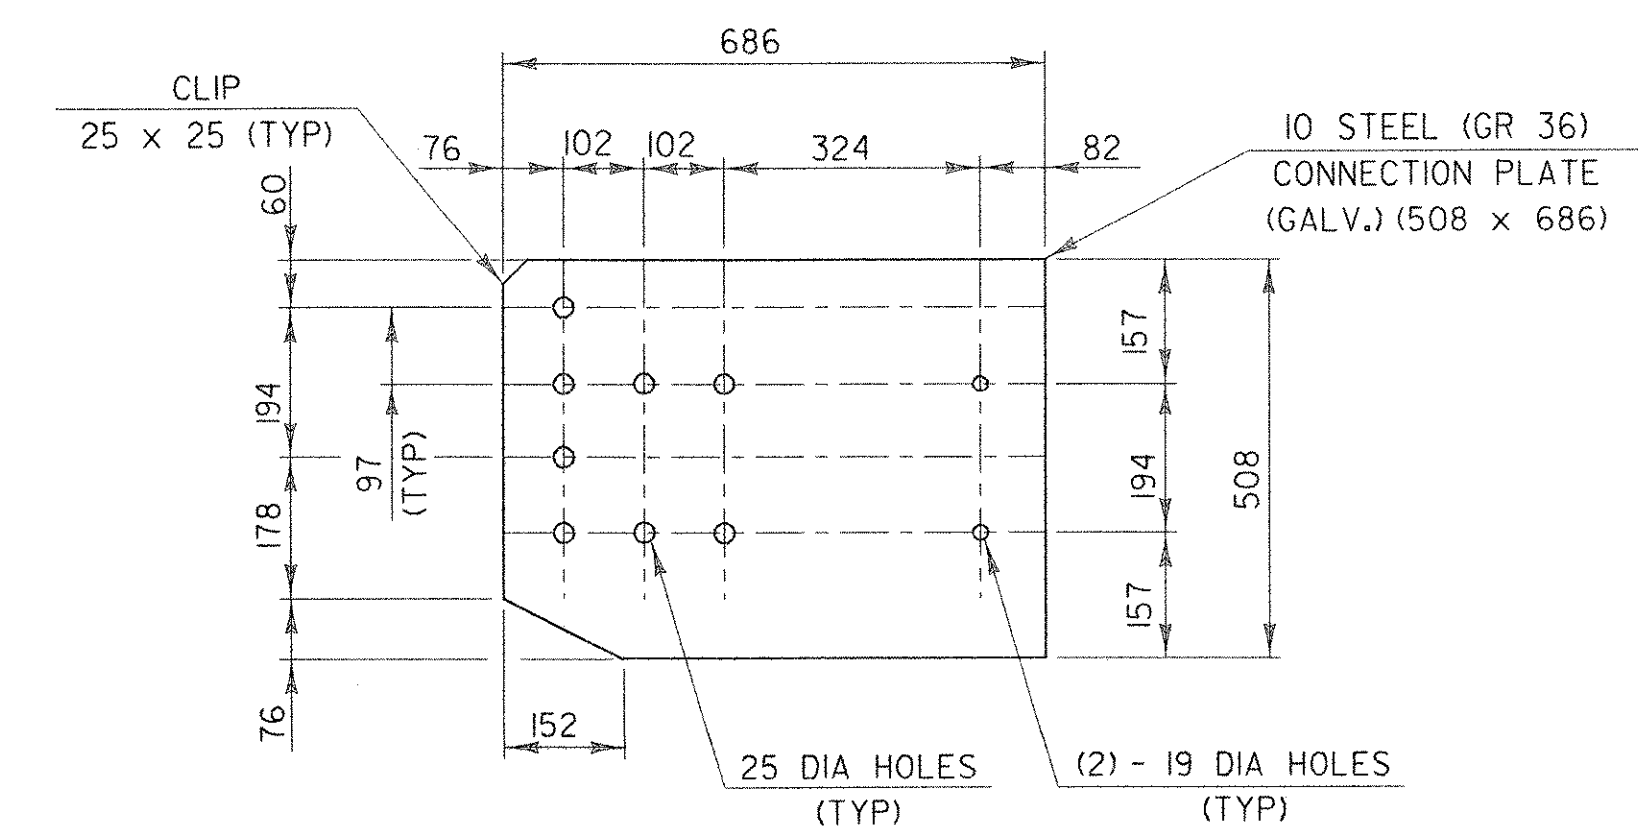 686
CLIP
25 x 25 (TYP)
76
102
102
324
82
10 STEEL (GR 36)
CONNECTION PLATE
(GALV.) (508 x 686)
60
194
97
(TYP)
178
76
157
194
508
157
152
25 DIA HOLES
(TYP)
(2) - 19 DIA HOLES
(TYP)